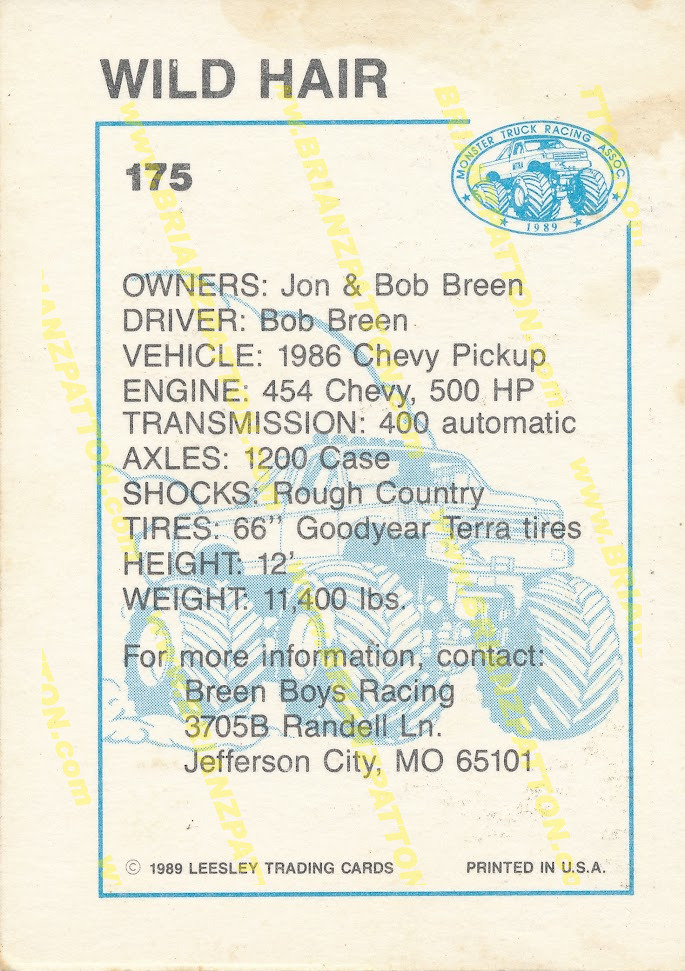 WILD HAIR
MONSTER TRUCK RACING ASSOC.
1989
175
OWNERS: Jon & Bob Breen
DRIVER: Bob Breen
VEHICLE: 1986 Chevy Pickup
ENGINE: 454 Chevy, 500 HP
TRANSMISSION: 400 automatic
AXLES: 1200 Case
SHOCKS: Rough Country
TIRES: 66" Goodyear Terra tires
HEIGHT: 12'
WEIGHT: 11,400 lbs.
For more information, contact:
Breen Boys Racing
3705B Randell Ln.
Jefferson City, MO 65101
© 1989 LEESLEY TRADING CARDS
PRINTED IN U.S.A.
www.BRIANZPATTON.com